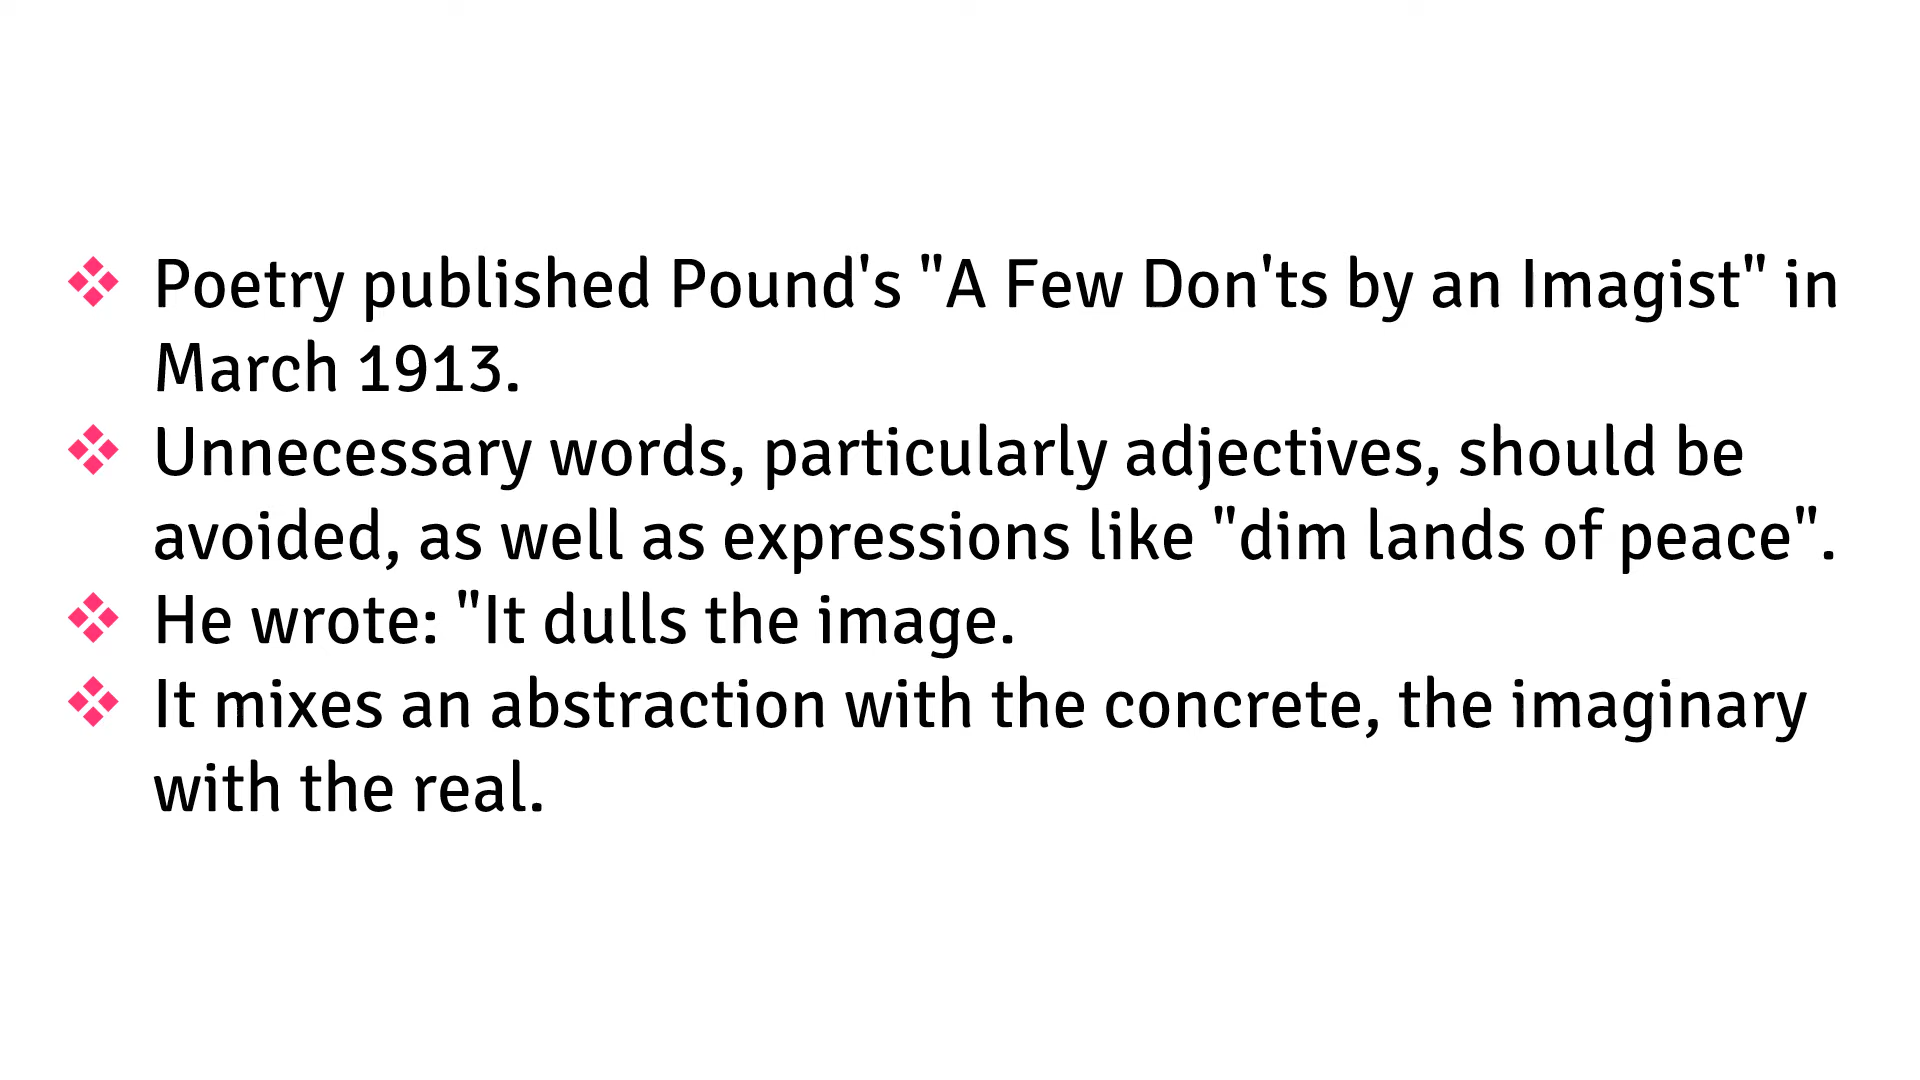 ❖ Poetry published Pound's "A Few Don'ts by an Imagist" in
March 1913.
❖ Unnecessary words, particularly adjectives, should be
avoided, as well as expressions like "dim lands of peace".
❖ He wrote: "It dulls the image.
❖ It mixes an abstraction with the concrete, the imaginary
with the real.